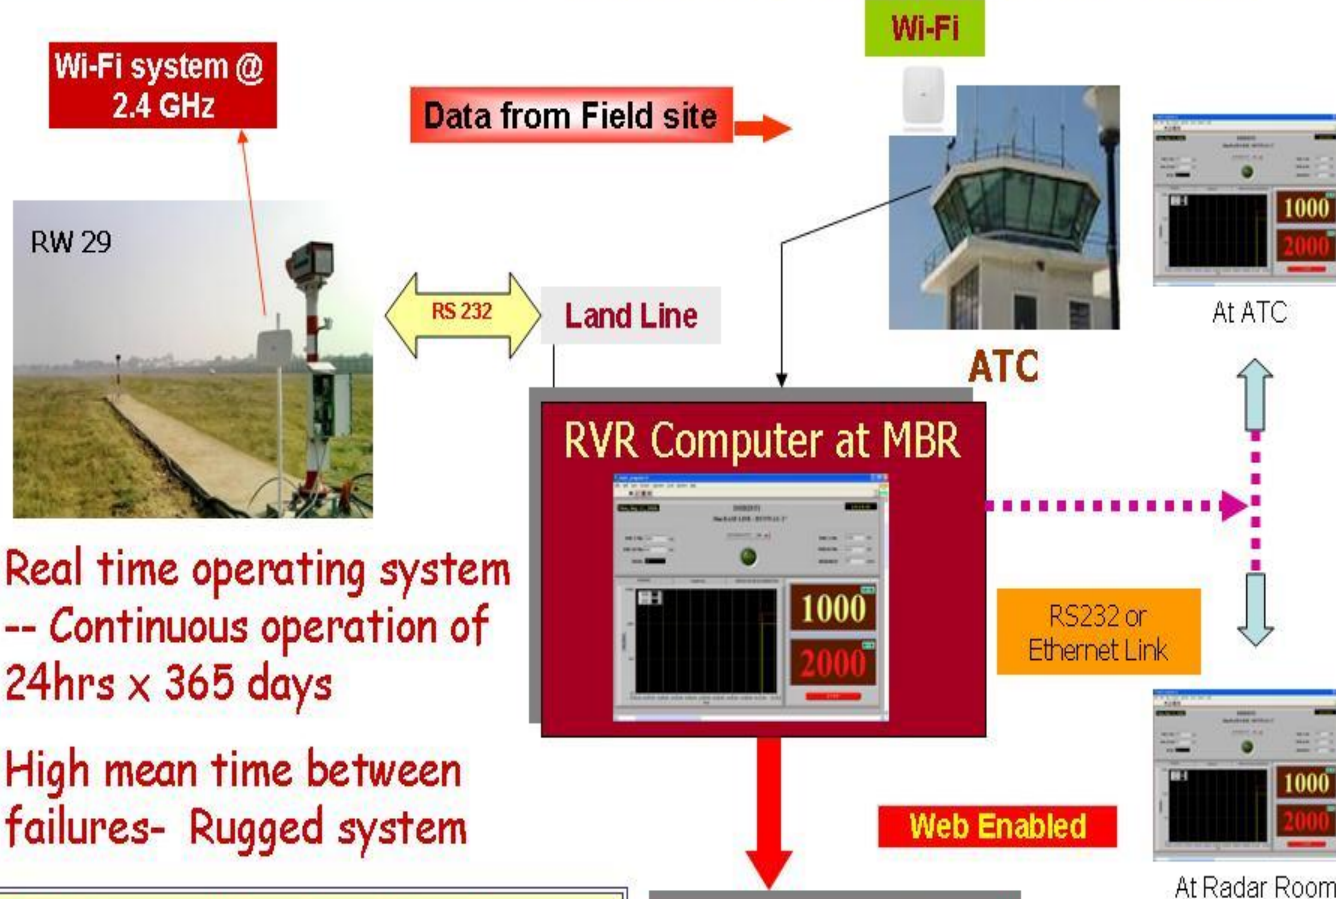 Wi-Fi
Wi-Fi system @
2.4 GHz
Data from Field site
RW 29
RS 232
Land Line
ATC
1000
2000
At ATC
RVR Computer at MBR
1000
2000
RS232 or
Ethernet Link
Real time operating system
-- Continuous operation of
24hrs x 365 days
High mean time between
failures- Rugged system
Web Enabled
1000
2000
At Radar Room